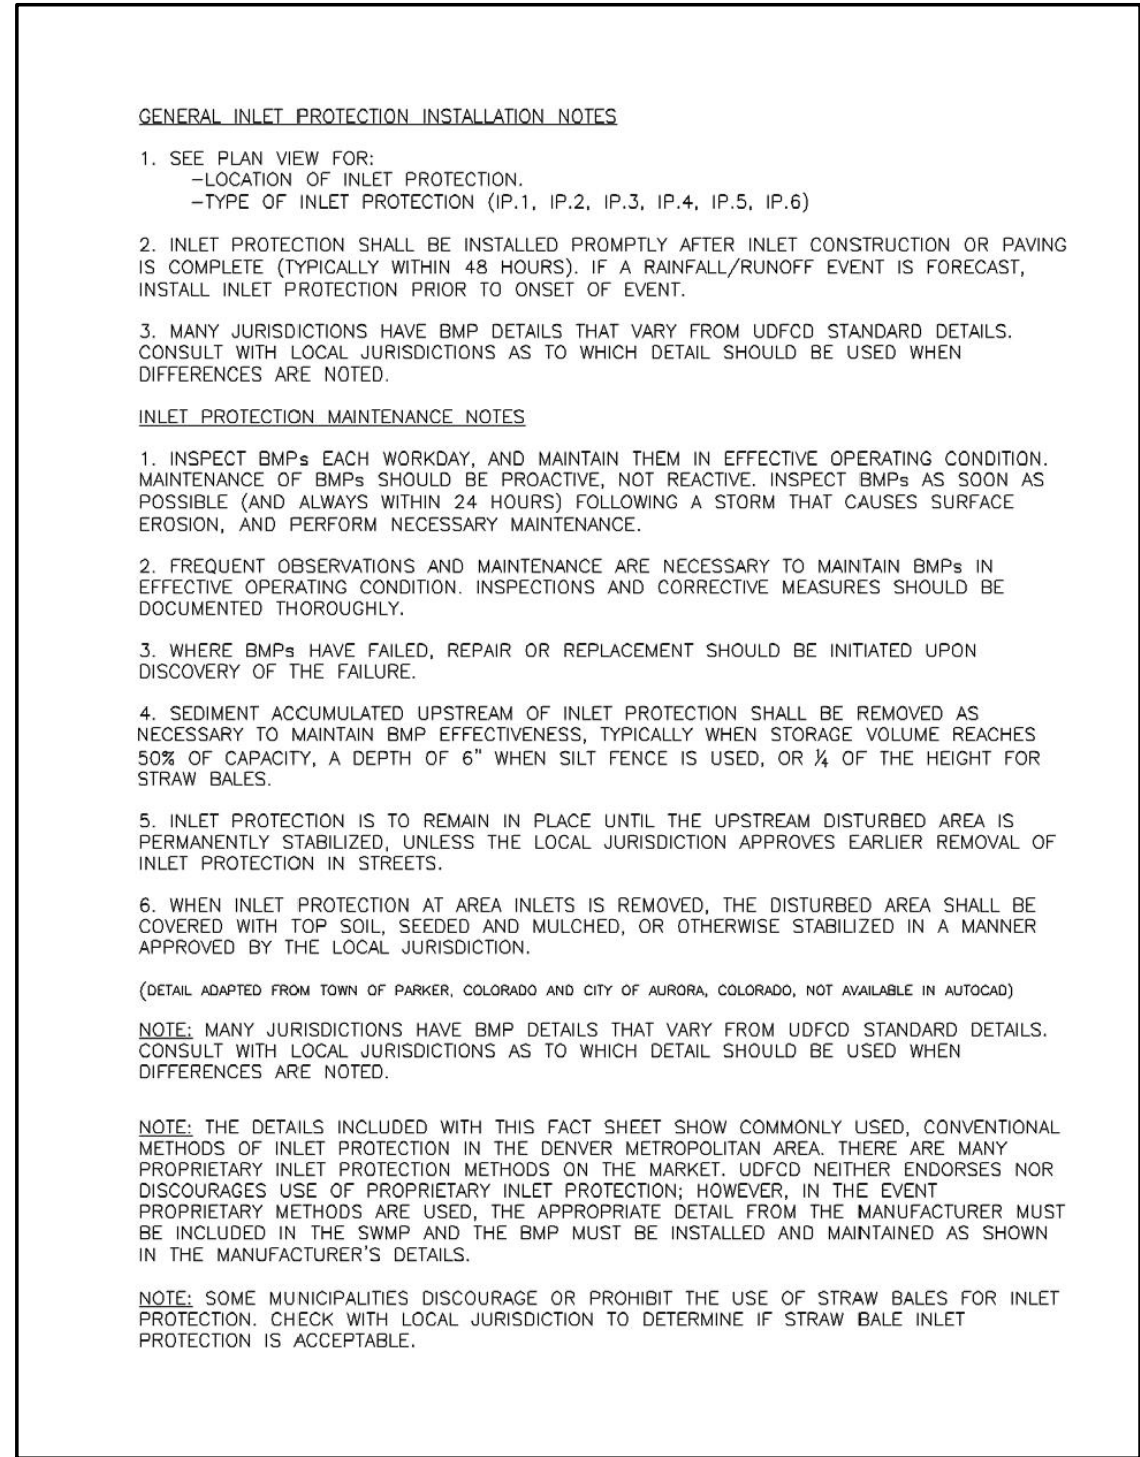 GENERAL INLET PROTECTION INSTALLATION NOTES
1. SEE PLAN VIEW FOR:
-LOCATION OF INLET PROTECTION.
-TYPE OF INLET PROTECTION (IP.1, IP.2, IP.3, IP.4, IP.5, IP.6)
2. INLET PROTECTION SHALL BE INSTALLED PROMPTLY AFTER INLET CONSTRUCTION OR PAVING
IS COMPLETE (TYPICALLY WITHIN 48 HOURS). IF A RAINFALL/RUNOFF EVENT IS FORECAST,
INSTALL INLET PROTECTION PRIOR TO ONSET OF EVENT.
3. MANY JURISDICTIONS HAVE BMP DETAILS THAT VARY FROM UDFCD STANDARD DETAILS.
CONSULT WITH LOCAL JURISDICTIONS AS TO WHICH DETAIL SHOULD BE USED WHEN
DIFFERENCES ARE NOTED.
INLET PROTECTION MAINTENANCE NOTES
1. INSPECT BMPs EACH WORKDAY, AND MAINTAIN THEM IN EFFECTIVE OPERATING CONDITION.
MAINTENANCE OF BMPs SHOULD BE PROACTIVE, NOT REACTIVE. INSPECT BMPs AS SOON AS
POSSIBLE (AND ALWAYS WITHIN 24 HOURS) FOLLOWING A STORM THAT CAUSES SURFACE
EROSION, AND PERFORM NECESSARY MAINTENANCE.
2. FREQUENT OBSERVATIONS AND MAINTENANCE ARE NECESSARY TO MAINTAIN BMPs IN
EFFECTIVE OPERATING CONDITION. INSPECTIONS AND CORRECTIVE MEASURES SHOULD BE
DOCUMENTED THOROUGHLY.
3. WHERE BMPs HAVE FAILED, REPAIR OR REPLACEMENT SHOULD BE INITIATED UPON
DISCOVERY OF THE FAILURE.
4. SEDIMENT ACCUMULATED UPSTREAM OF INLET PROTECTION SHALL BE REMOVED AS
NECESSARY TO MAINTAIN BMP EFFECTIVENESS, TYPICALLY WHEN STORAGE VOLUME REACHES
50% OF CAPACITY, A DEPTH OF 6" WHEN SILT FENCE IS USED, OR ¼ OF THE HEIGHT FOR
STRAW BALES.
5. INLET PROTECTION IS TO REMAIN IN PLACE UNTIL THE UPSTREAM DISTURBED AREA IS
PERMANENTLY STABILIZED, UNLESS THE LOCAL JURISDICTION APPROVES EARLIER REMOVAL OF
INLET PROTECTION IN STREETS.
6. WHEN INLET PROTECTION AT AREA INLETS IS REMOVED, THE DISTURBED AREA SHALL BE
COVERED WITH TOP SOIL, SEEDED AND MULCHED, OR OTHERWISE STABILIZED IN A MANNER
APPROVED BY THE LOCAL JURISDICTION.
(DETAIL ADAPTED FROM TOWN OF PARKER, COLORADO AND CITY OF AURORA, COLORADO, NOT AVAILABLE IN AUTOCAD)
NOTE: MANY JURISDICTIONS HAVE BMP DETAILS THAT VARY FROM UDFCD STANDARD DETAILS.
CONSULT WITH LOCAL JURISDICTIONS AS TO WHICH DETAIL SHOULD BE USED WHEN
DIFFERENCES ARE NOTED.
NOTE: THE DETAILS INCLUDED WITH THIS FACT SHEET SHOW COMMONLY USED, CONVENTIONAL
METHODS OF INLET PROTECTION IN THE DENVER METROPOLITAN AREA. THERE ARE MANY
PROPRIETARY INLET PROTECTION METHODS ON THE MARKET. UDFCD NEITHER ENDORSES NOR
DISCOURAGES USE OF PROPRIETARY INLET PROTECTION; HOWEVER, IN THE EVENT
PROPRIETARY METHODS ARE USED, THE APPROPRIATE DETAIL FROM THE MANUFACTURER MUST
BE INCLUDED IN THE SWMP AND THE BMP MUST BE INSTALLED AND MAINTAINED AS SHOWN
IN THE MANUFACTURER'S DETAILS.
NOTE: SOME MUNICIPALITIES DISCOURAGE OR PROHIBIT THE USE OF STRAW BALES FOR INLET
PROTECTION. CHECK WITH LOCAL JURISDICTION TO DETERMINE IF STRAW BALE INLET
PROTECTION IS ACCEPTABLE.